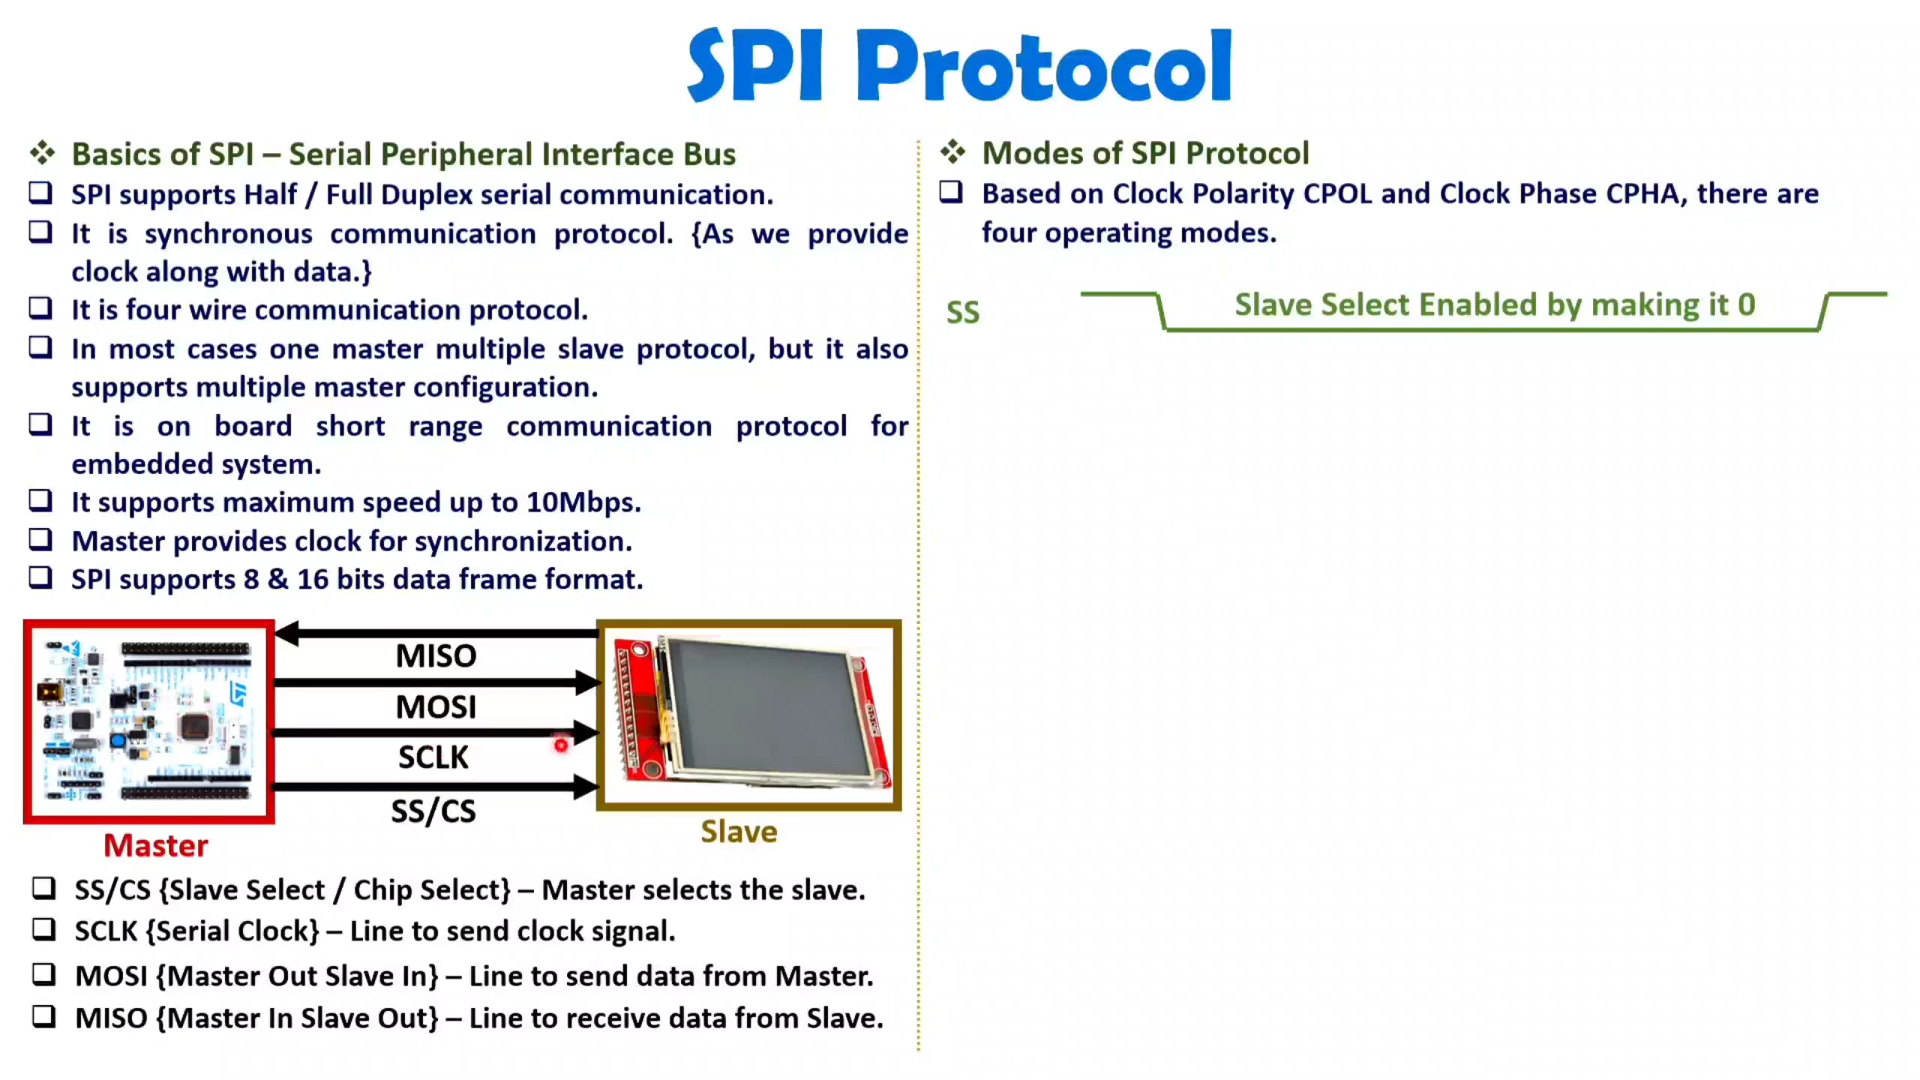 SPI Protocol
Basics of SPI – Serial Peripheral Interface Bus
SPI supports Half / Full Duplex serial communication.
It is synchronous communication protocol. {As we provide
clock along with data.}
It is four wire communication protocol.
In most cases one master multiple slave protocol, but it also
supports multiple master configuration.
It is on board short range communication protocol for
embedded system.
It supports maximum speed up to 10Mbps.
Master provides clock for synchronization.
SPI supports 8 & 16 bits data frame format.
MISO
MOSI
SCLK
SS/CS
Master
Slave
SS/CS {Slave Select / Chip Select} – Master selects the slave.
SCLK {Serial Clock} – Line to send clock signal.
MOSI {Master Out Slave In} – Line to send data from Master.
MISO {Master In Slave Out} – Line to receive data from Slave.
Modes of SPI Protocol
Based on Clock Polarity CPOL and Clock Phase CPHA, there are
four operating modes.
SS
Slave Select Enabled by making it 0